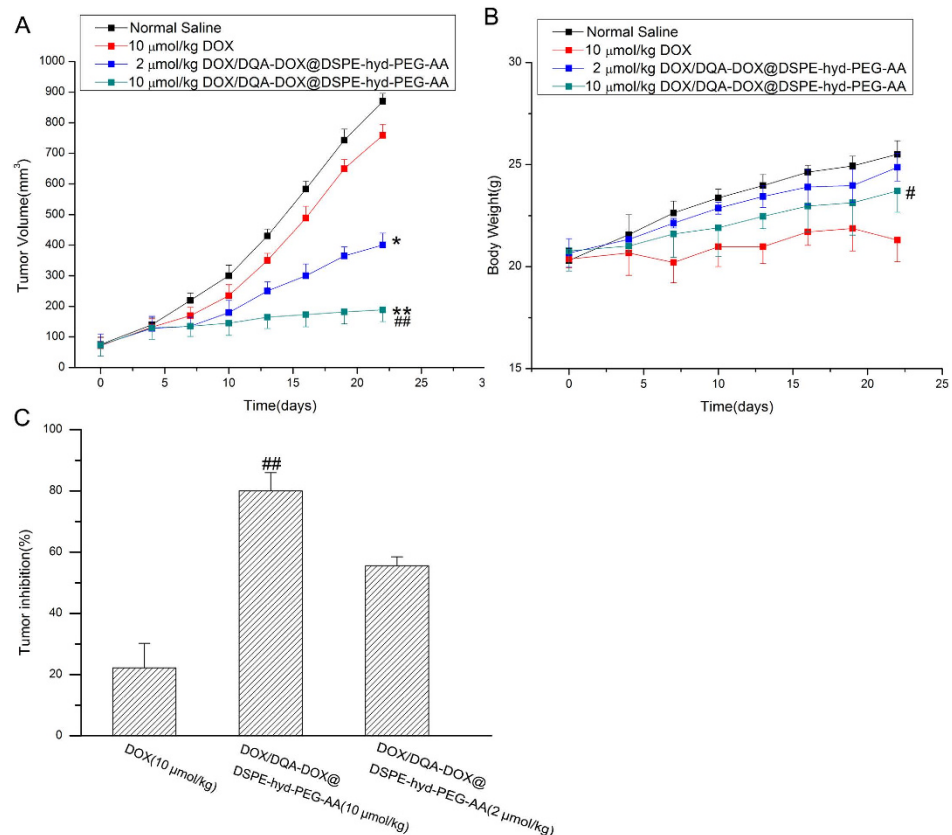 A
Normal Saline
10 μmol/kg DOX
2 μmol/kg DOX/DQA-DOX@DSPE-hyd-PEG-AA
10 μmol/kg DOX/DQA-DOX@DSPE-hyd-PEG-AA
1000
900
800
700
600
500
400
300
200
100
0
Tumor Volume(mm³)
*
**
##
0
5
10
15
20
25
3
Time(days)
B
Normal Saline
10 μmol/kg DOX
2 μmol/kg DOX/DQA-DOX@DSPE-hyd-PEG-AA
10 μmol/kg DOX/DQA-DOX@DSPE-hyd-PEG-AA
30
25
20
15
Body Weight(g)
#
0
5
10
15
20
25
Time(days)
C
100
80
60
40
20
0
Tumor inhibition(%)
##
DOX(10 μmol/kg)
DOX/DQA-DOX@
DSPE-hyd-PEG-AA(10 μmol/kg)
DOX/DQA-DOX@
DSPE-hyd-PEG-AA(2 μmol/kg)